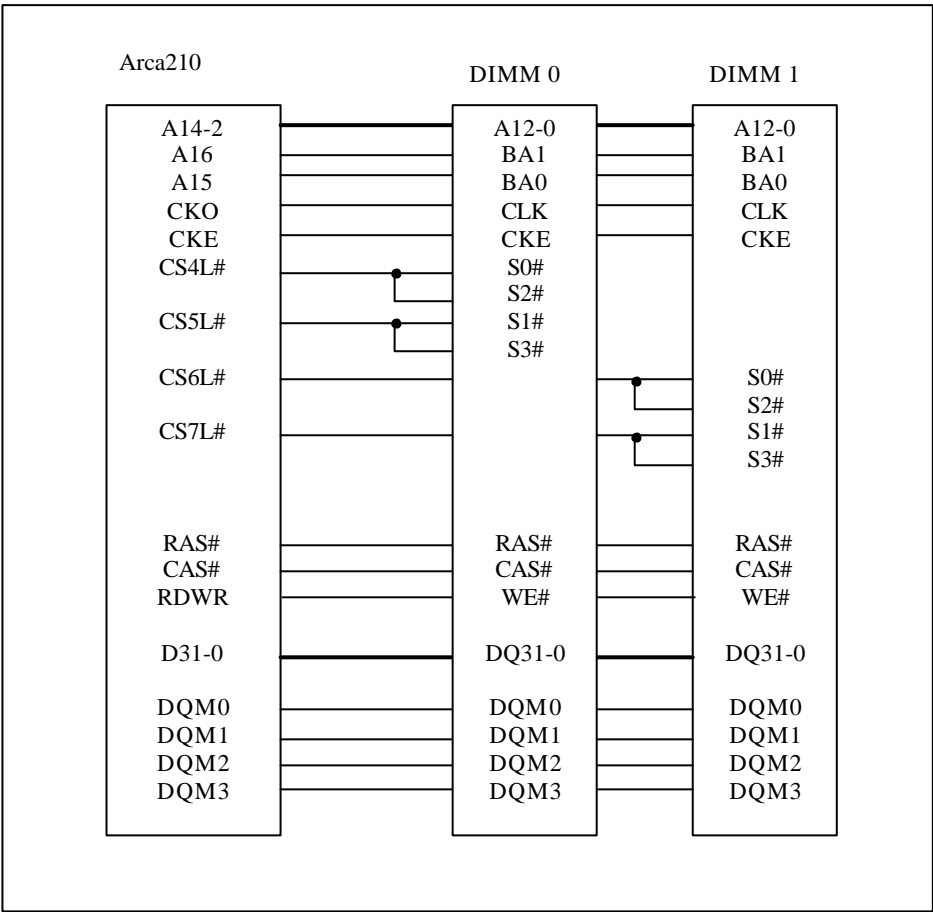 Arca210 DIMM 0 DIMM 1
A14-2 A12-0 A12-0
A16 BA1 BA1
A15 BA0 BA0
CKO CLK CLK
CKE CKE CKE
CS4L# S0#
S2#
CS5L# S1#
S3#
CS6L# S0#
S2#
CS7L# S1#
S3#
RAS# RAS# RAS#
CAS# CAS# CAS#
RDWR WE# WE#
D31-0 DQ31-0 DQ31-0
DQM0 DQM0 DQM0
DQM1 DQM1 DQM1
DQM2 DQM2 DQM2
DQM3 DQM3 DQM3